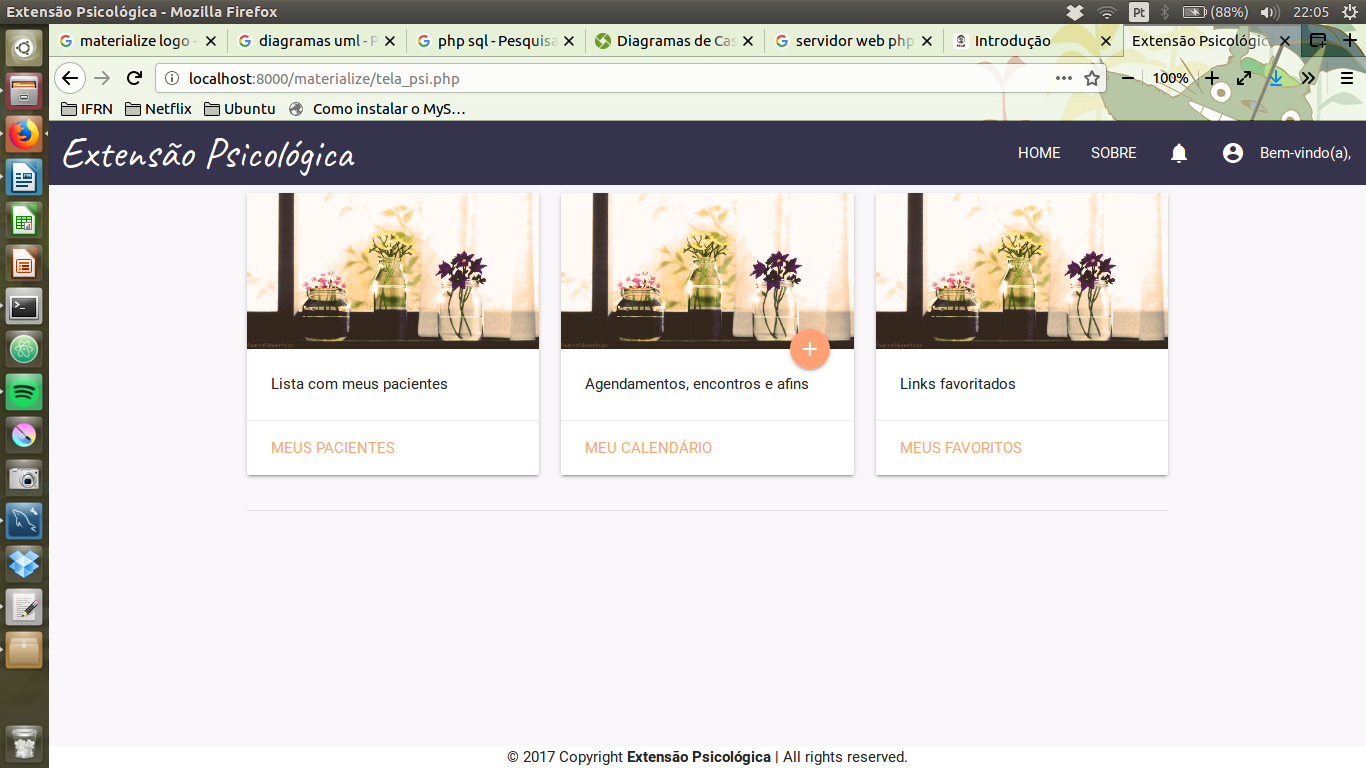 Extensão Psicológica - Mozilla Firefox
Pt
(88%)
22:05
materialize logo -
diagramas uml - P
php sql - Pesquisa
Diagramas de Cas
servidor web php
Introdução
Extensão Psicológic
localhost:8000/materialize/tela_psi.php
100%
IFRN
Netflix
Ubuntu
Como instalar o MyS...
Extensão Psicológica
HOME
SOBRE
Bem-vindo(a),
Lista com meus pacientes
Agendamentos, encontros e afins
Links favoritados
MEUS PACIENTES
MEU CALENDÁRIO
MEUS FAVORITOS
© 2017 Copyright Extensão Psicológica | All rights reserved.